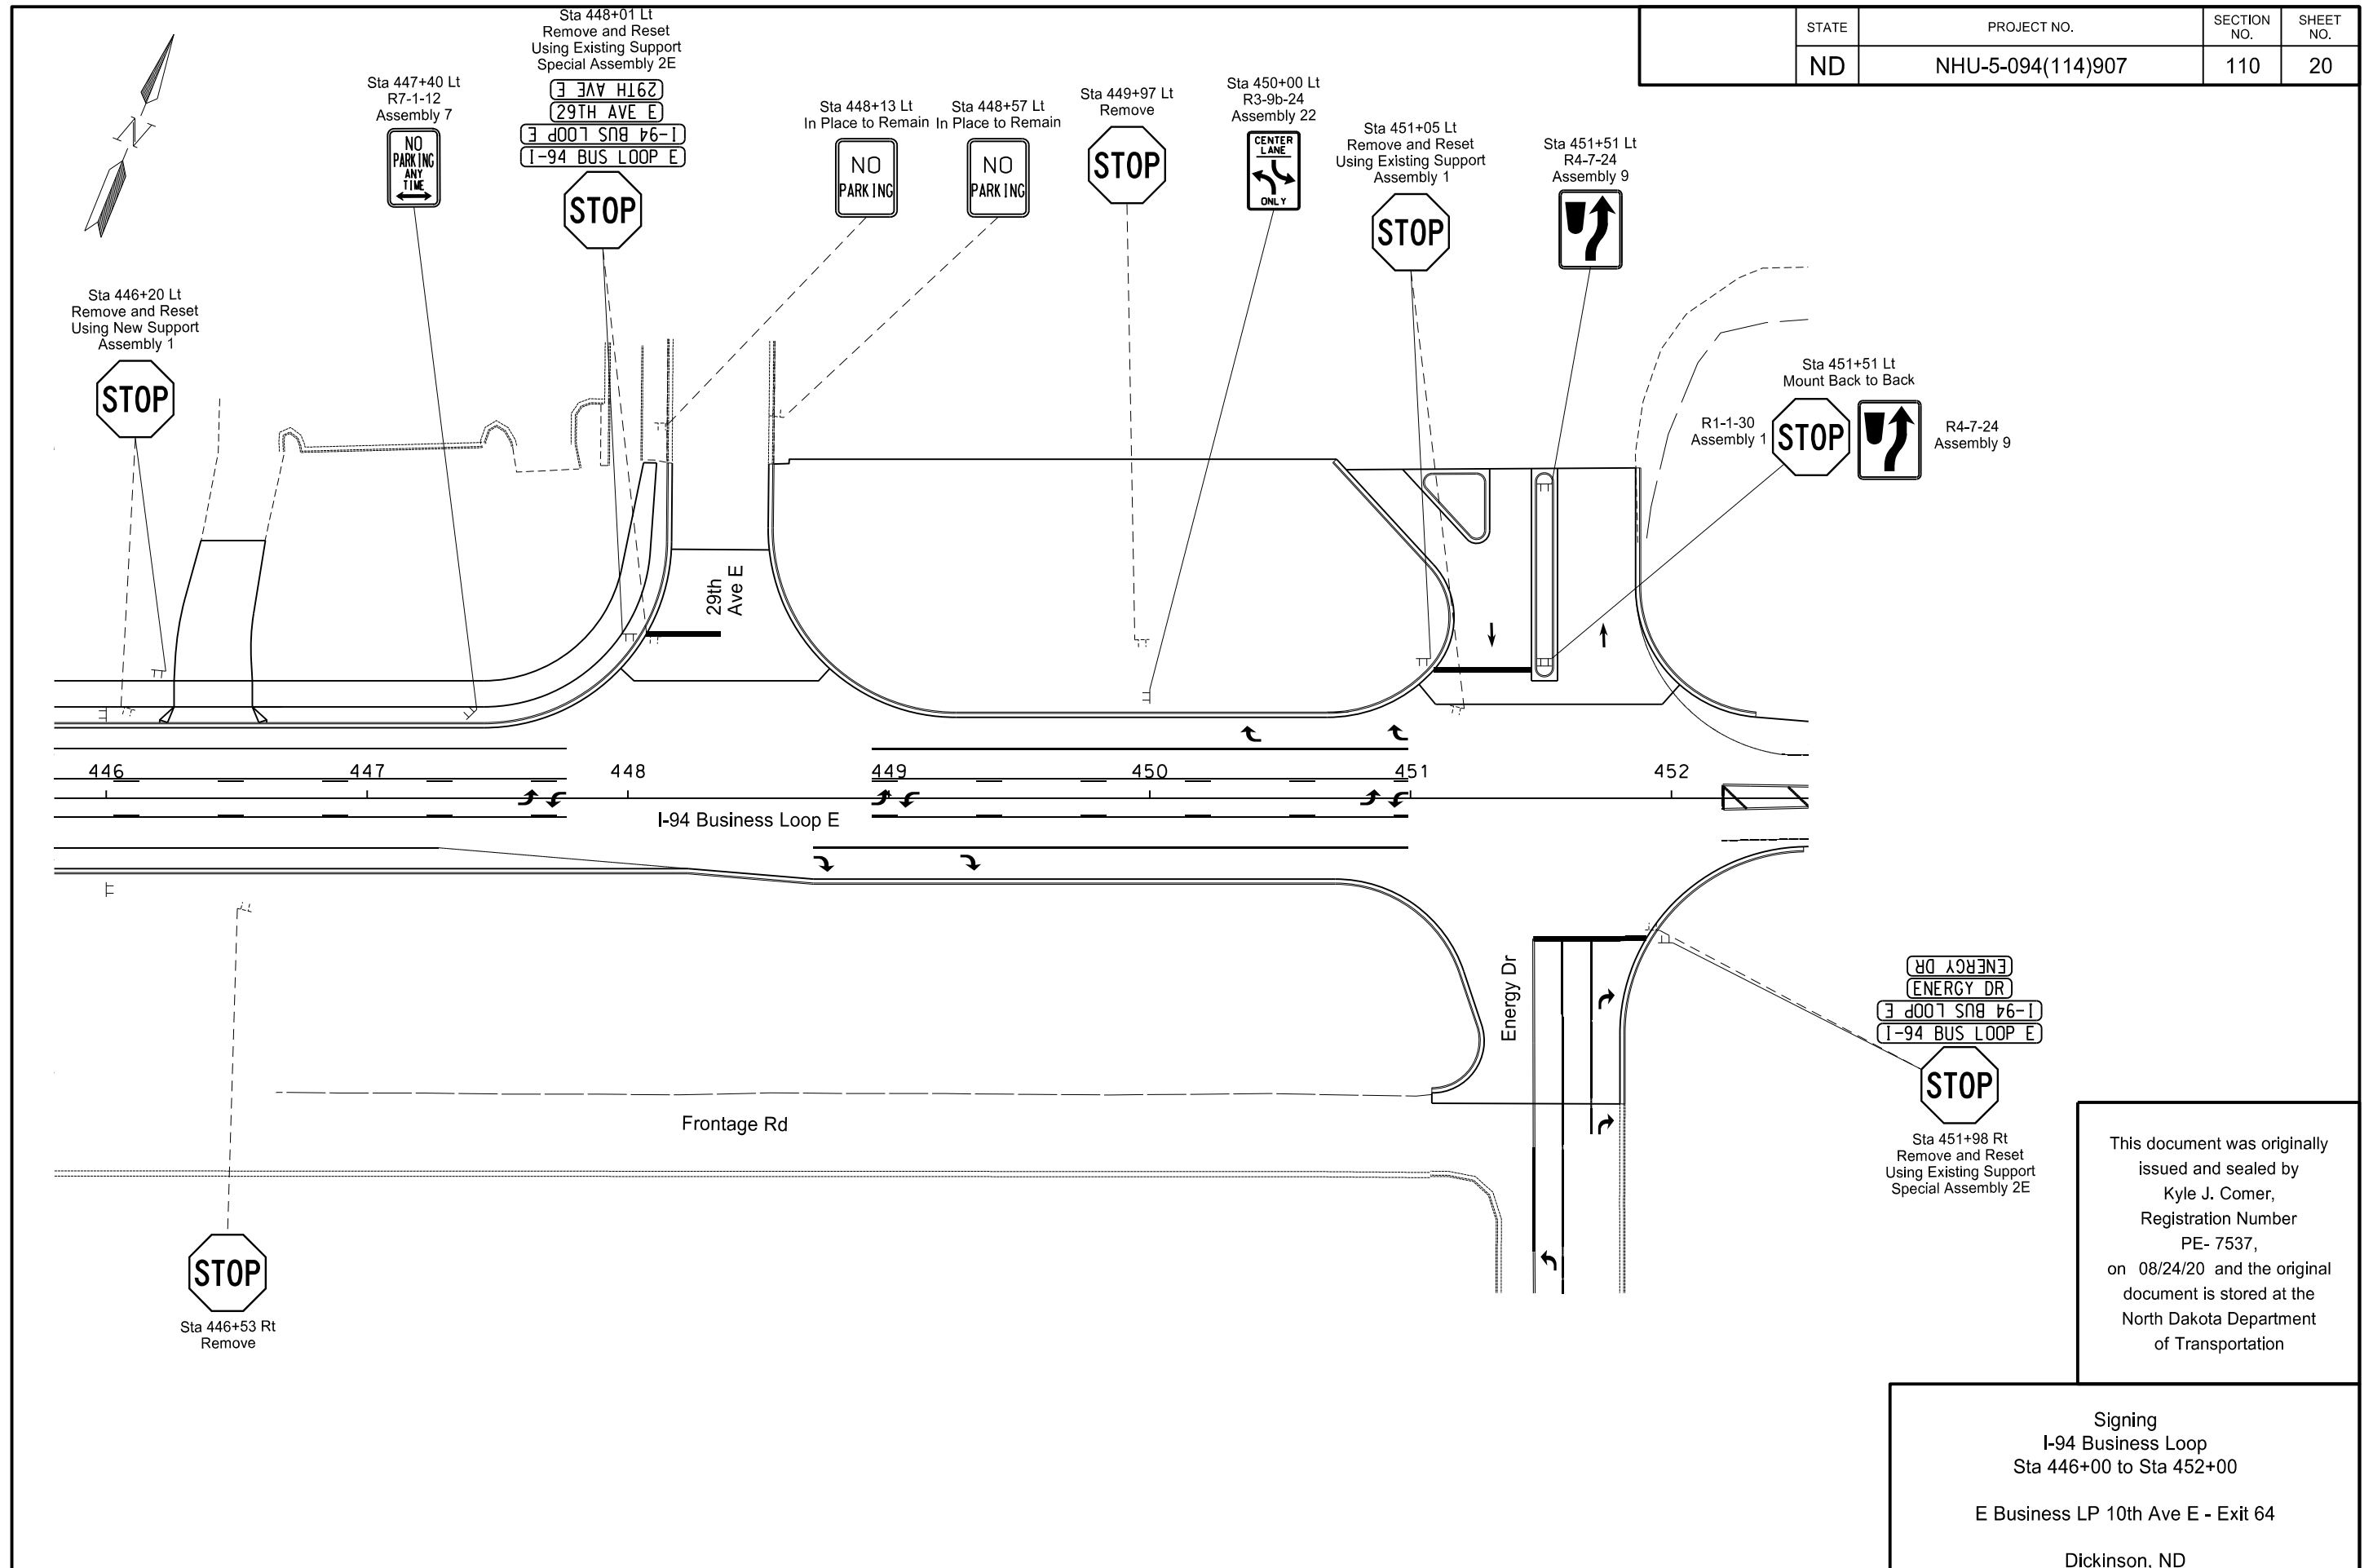 STATE
PROJECT NO.
SECTION
NO.
SHEET
NO.
ND
NHU-5-094(114)907
110
20
N
Sta 448+01 Lt
Remove and Reset
Using Existing Support
Special Assembly 2E
29TH AVE E
29TH AVE E
I-94 BUS LOOP E
I-94 BUS LOOP E
STOP
Sta 447+40 Lt
R7-1-12
Assembly 7
NO
PARKING
ANY
TIME
Sta 448+13 Lt
In Place to Remain
NO
PARKING
Sta 448+57 Lt
In Place to Remain
NO
PARKING
Sta 449+97 Lt
Remove
STOP
Sta 450+00 Lt
R3-9b-24
Assembly 22
CENTER
LANE
ONLY
Sta 451+05 Lt
Remove and Reset
Using Existing Support
Assembly 1
STOP
Sta 451+51 Lt
R4-7-24
Assembly 9
Sta 446+20 Lt
Remove and Reset
Using New Support
Assembly 1
STOP
Sta 451+51 Lt
Mount Back to Back
R1-1-30
Assembly 1
STOP
R4-7-24
Assembly 9
29th
Ave E
446
447
448
449
450
451
452
I-94 Business Loop E
Energy Dr
Frontage Rd
ENERGY DR
ENERGY DR
I-94 BUS LOOP E
I-94 BUS LOOP E
STOP
Sta 451+98 Rt
Remove and Reset
Using Existing Support
Special Assembly 2E
STOP
Sta 446+53 Rt
Remove
This document was originally
issued and sealed by
Kyle J. Comer,
Registration Number
PE- 7537,
on 08/24/20 and the original
document is stored at the
North Dakota Department
of Transportation
Signing
I-94 Business Loop
Sta 446+00 to Sta 452+00
E Business LP 10th Ave E - Exit 64
Dickinson, ND